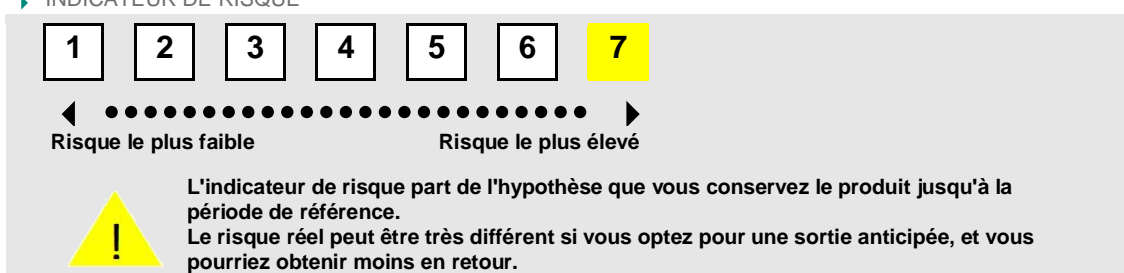 INDICATEUR DE RISQUE
1 2 3 4 5 6 7
Risque le plus faible Risque le plus élevé
L'indicateur de risque part de l'hypothèse que vous conservez le produit jusqu'à la
période de référence.
! Le risque réel peut être très différent si vous optez pour une sortie anticipée, et vous
pourriez obtenir moins en retour.